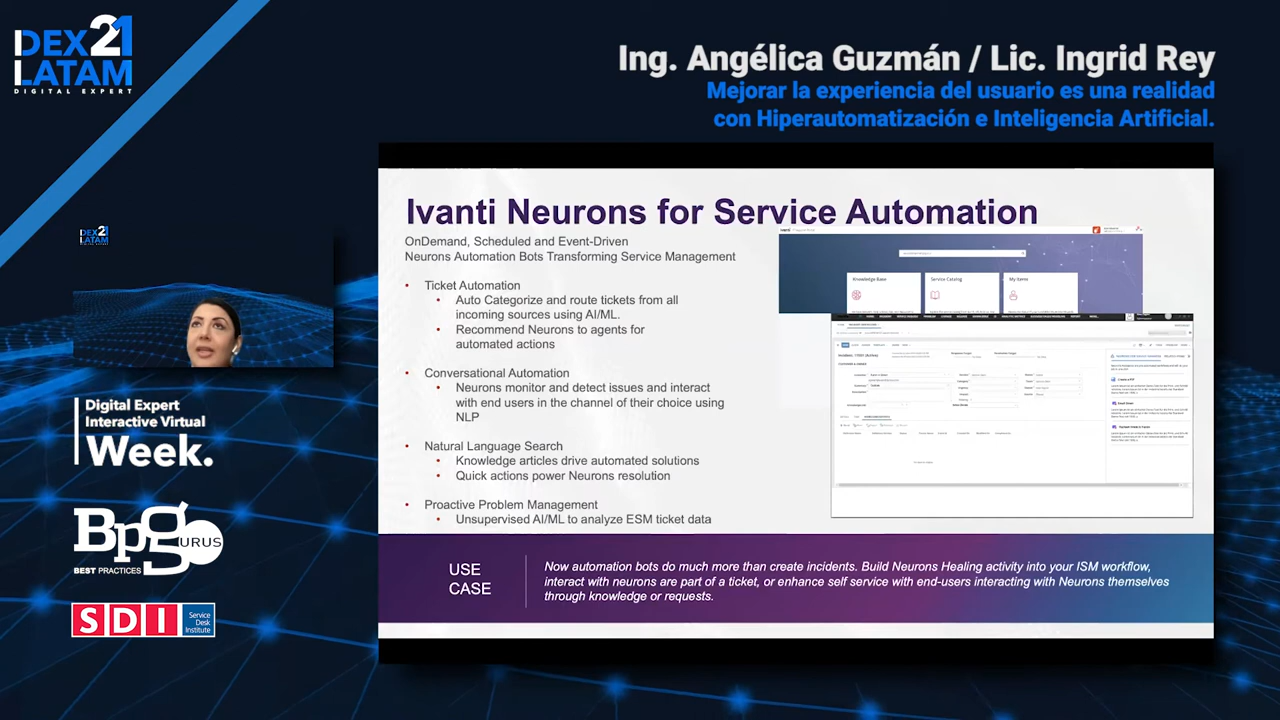 DEX21
LATAM
DIGITAL EXPERT
Ing. Angélica Guzmán / Lic. Ingrid Rey
Mejorar la experiencia del usuario es una realidad
con Hiperautomatización e Inteligencia Artificial.
DEX21
LATAM
Digital Expert
Interactive Virtual
Week.
BpGURUS
BEST PRACTICES
SDI
Service
Desk
Institute
Ivanti Neurons for Service Automation
OnDemand, Scheduled and Event-Driven
Neurons Automation Bots Transforming Service Management
• Ticket Automation
• Auto Categorize and route tickets from all
incoming sources using AI/ML.
Recommend Neurons to agents for
automated actions
• Conversational Automation
• Neurons monitor and detect issues and interact
with end users in the channel of their choice using
NLP
• Natural Language Search
• Knowledge articles drive automated solutions
• Quick actions power Neurons resolution
• Proactive Problem Management
• Unsupervised AI/ML to analyze ESM ticket data
Knowledge Base
Service Catalog
My Items
USE
CASE
Now automation bots do much more than create incidents. Build Neurons Healing activity into your ISM workflow,
interact with neurons are part of a ticket, or enhance self service with end-users interacting with Neurons themselves
through knowledge or requests.